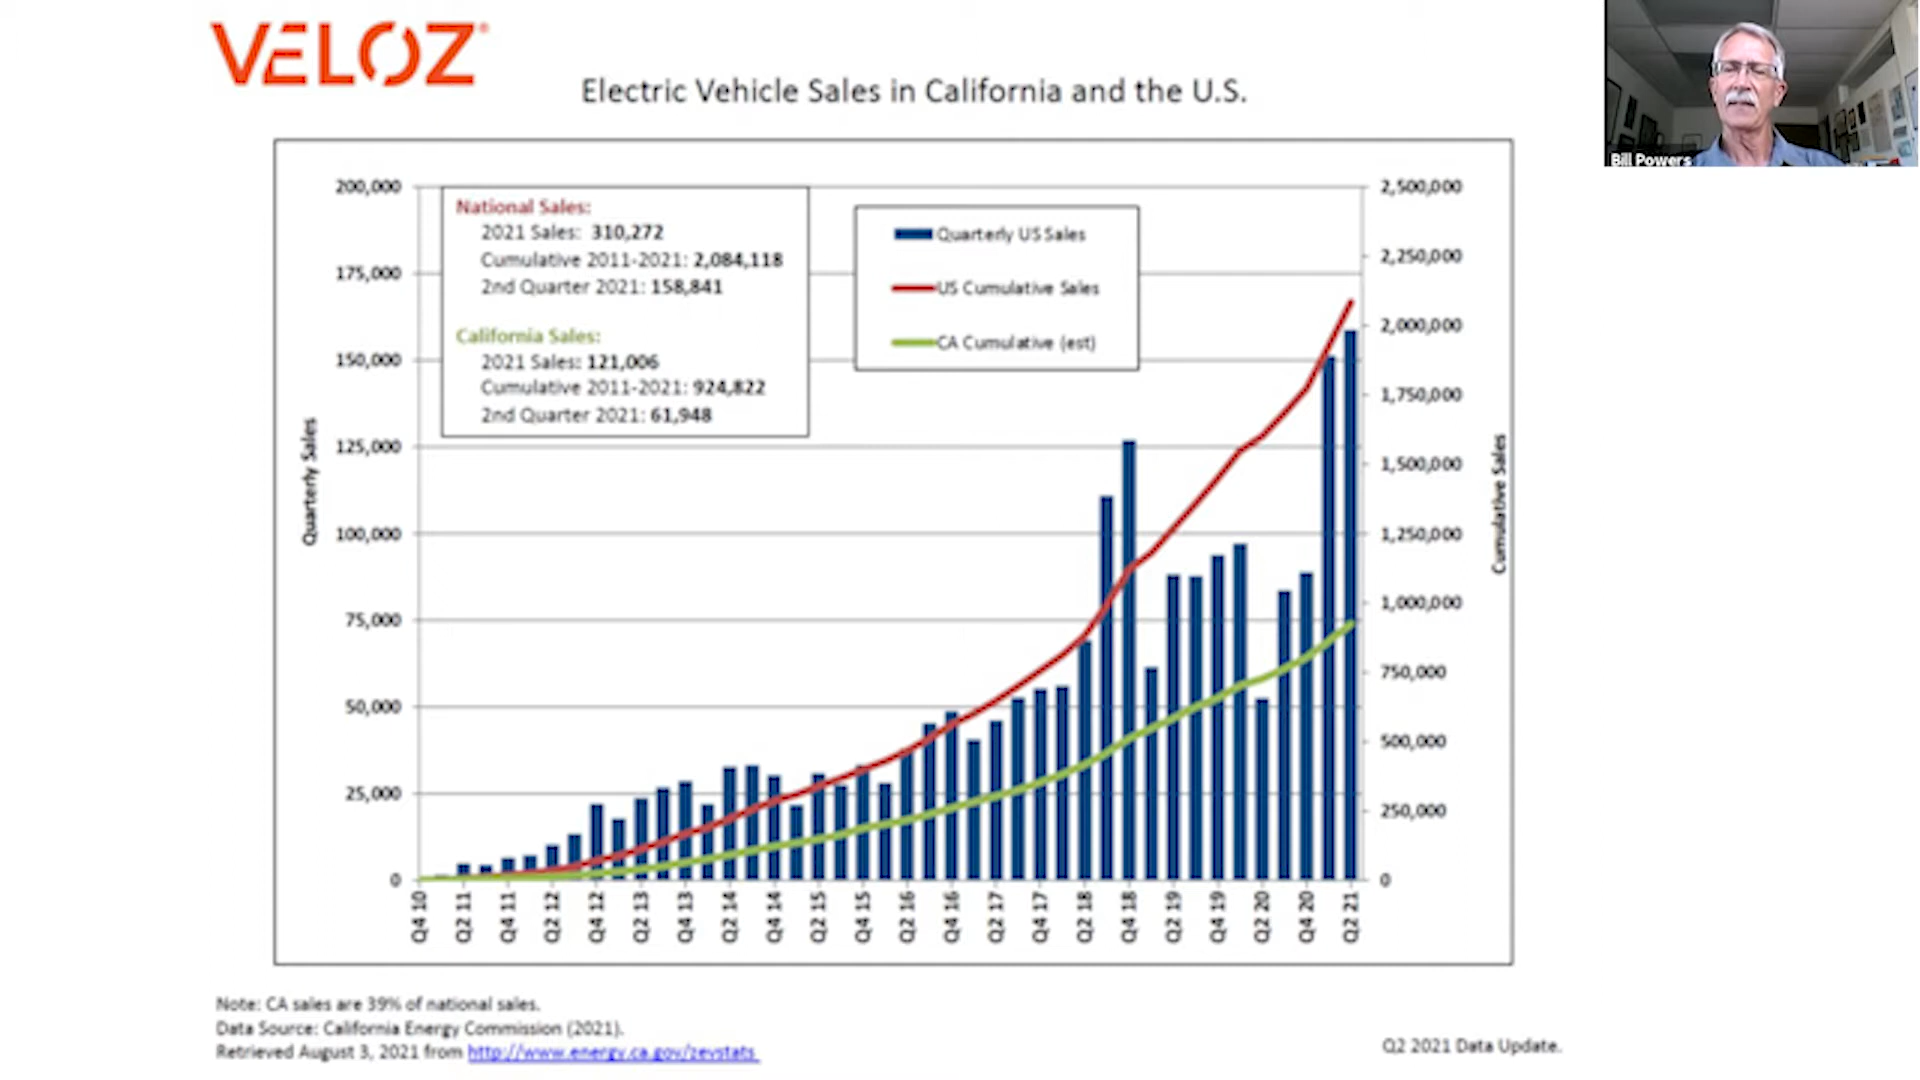 VELOZ®
Electric Vehicle Sales in California and the U.S.
Bill Powers
200,000
175,000
150,000
125,000
100,000
75,000
50,000
25,000
0
Quarterly Sales
National Sales:
2021 Sales: 310,272
Cumulative 2011-2021: 2,084,118
2nd Quarter 2021: 158,841
California Sales:
2021 Sales: 121,006
Cumulative 2011-2021: 924,822
2nd Quarter 2021: 61,948
Quarterly US Sales
US Cumulative Sales
CA Cumulative (est)
2,500,000
2,250,000
2,000,000
1,750,000
1,500,000
1,250,000
1,000,000
750,000
500,000
250,000
0
Cumulative Sales
Q4 10
Q2 11
Q4 11
Q2 12
Q4 12
Q2 13
Q4 13
Q2 14
Q4 14
Q2 15
Q4 15
Q2 16
Q4 16
Q2 17
Q4 17
Q2 18
Q4 18
Q2 19
Q4 19
Q2 20
Q4 20
Q2 21
Note: CA sales are 39% of national sales.
Data Source: California Energy Commission (2021).
Retrieved August 3, 2021 from http://www.energy.ca.gov/zevstats
Q2 2021 Data Update.